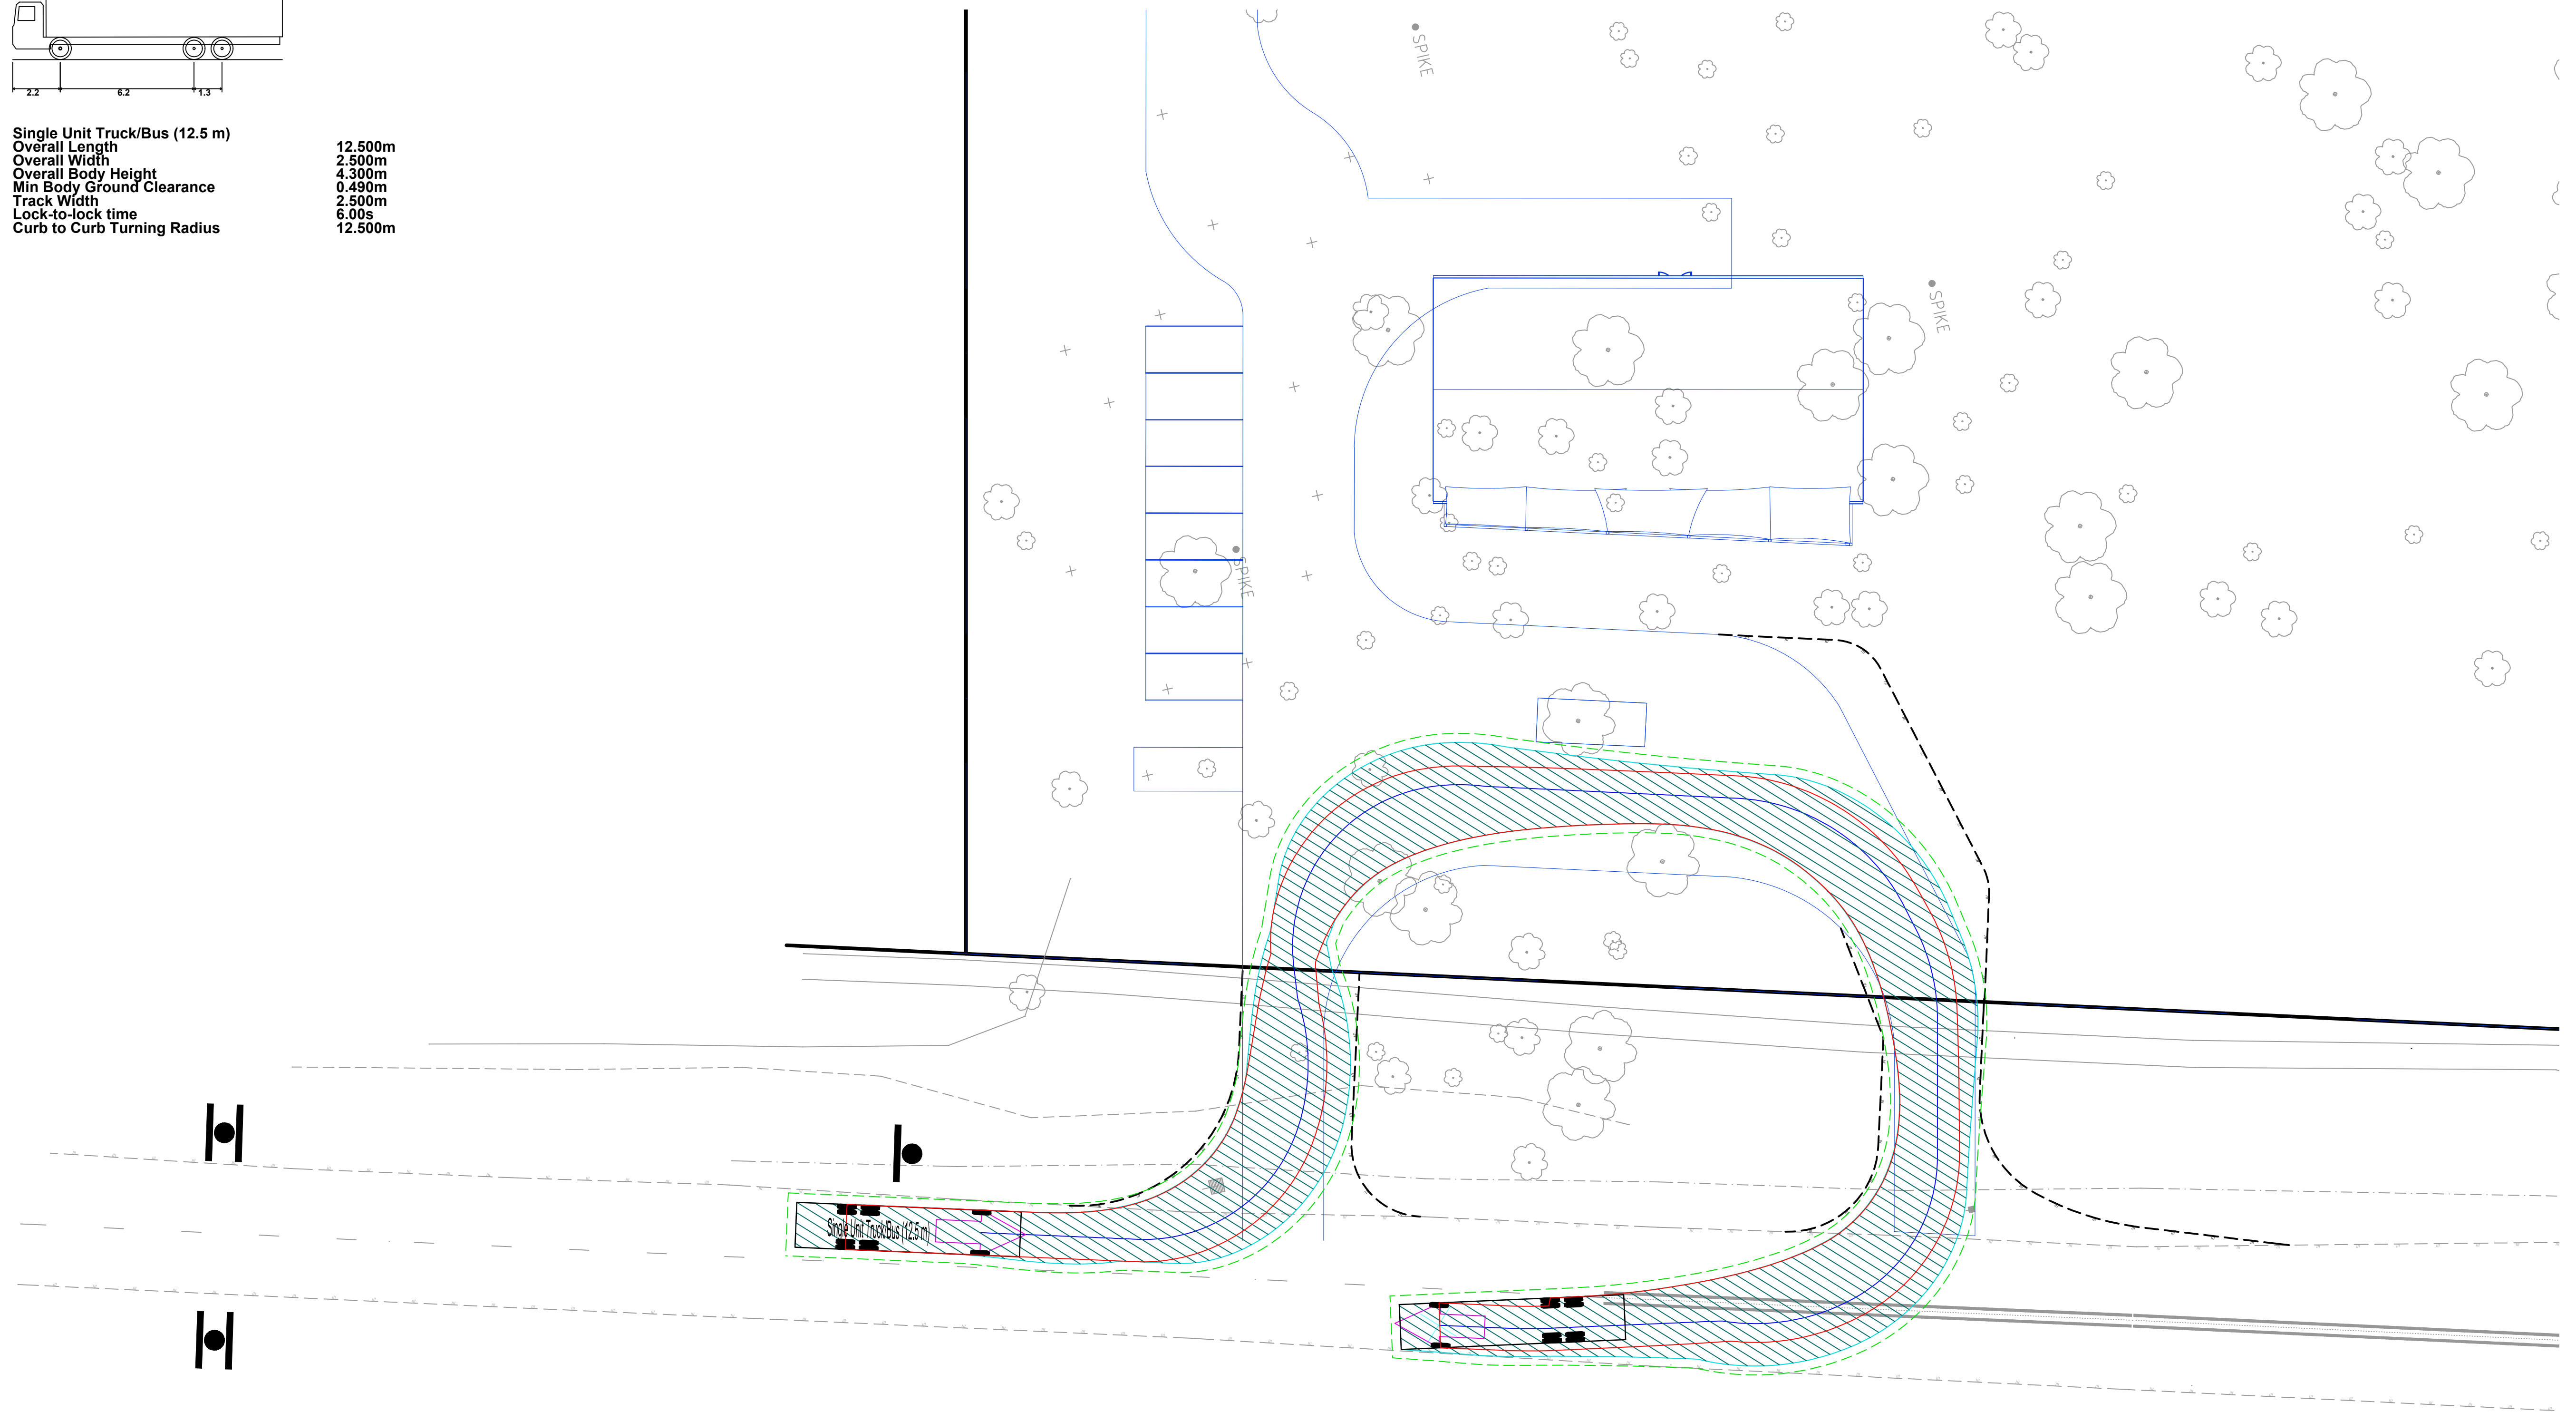 2.2 6.2 1.3
Single Unit Truck/Bus (12.5 m)
Overall Length 12.500m
Overall Width 2.500m
Overall Body Height 4.300m
Min Body Ground Clearance 0.490m
Track Width 2.500m
Lock-to-lock time 6.00s
Curb to Curb Turning Radius 12.500m
SPIKE
SPIKE
SPIKE
Single Unit Truck/Bus (12.5 m)